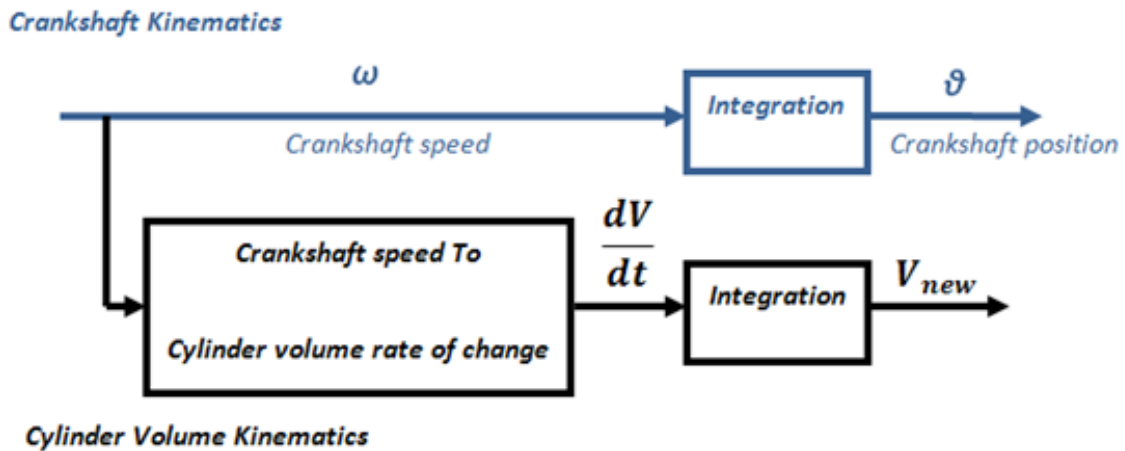 Crankshaft Kinematics
ω
Integration
ϑ
Crankshaft speed
Crankshaft position
Crankshaft speed To
Cylinder volume rate of change
dV
dt
Integration
V_new
Cylinder Volume Kinematics